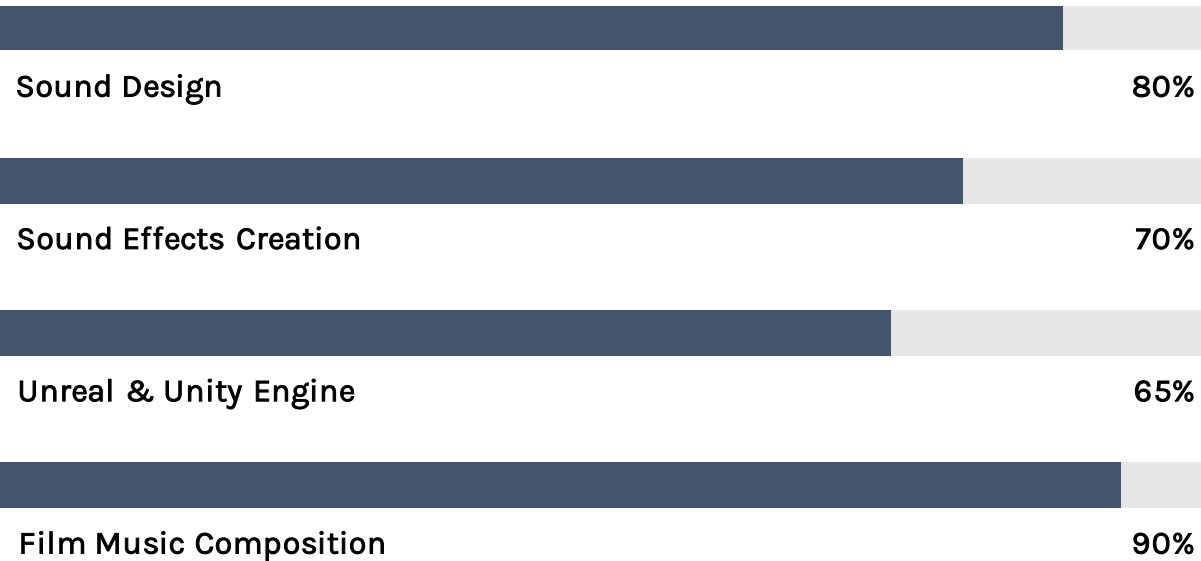 Sound Design 80%
Sound Effects Creation 70%
Unreal & Unity Engine 65%
Film Music Composition 90%